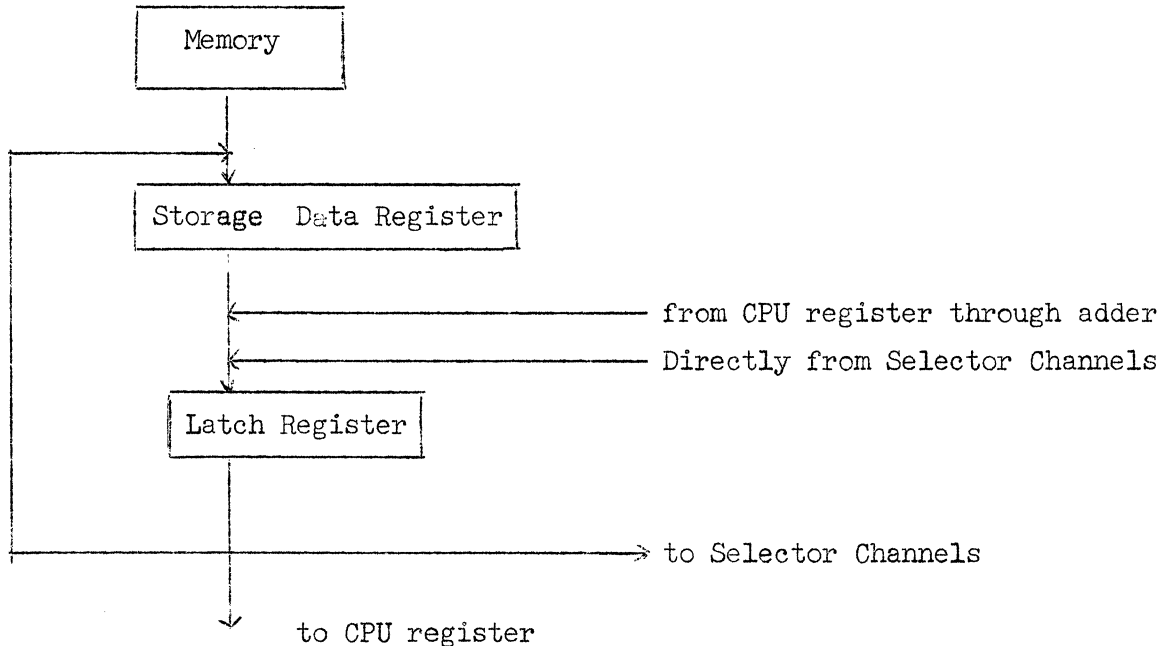 Memory
Storage Data Register
from CPU register through adder
Directly from Selector Channels
Latch Register
to Selector Channels
to CPU register